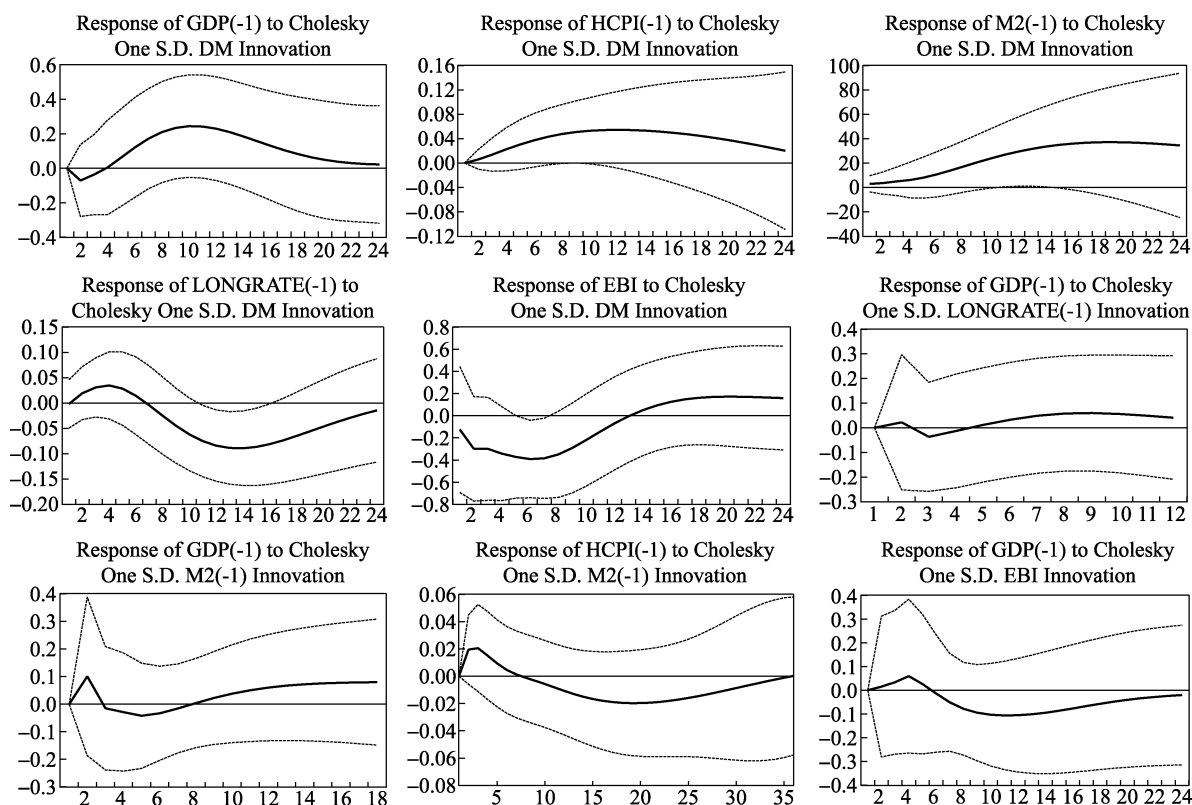 Response of GDP(-1) to Cholesky
One S.D. DM Innovation
0.6
0.4
0.2
0.0
–0.2
–0.4
2 4 6 8 10 12 14 16 18 20 22 24
Response of HCPI(-1) to Cholesky
One S.D. DM Innovation
0.16
0.12
0.08
0.04
0.00
–0.04
–0.08
–0.12
2 4 6 8 10 12 14 16 18 20 22 24
Response of M2(-1) to Cholesky
One S.D. DM Innovation
100
80
60
40
20
0
–20
–40
2 4 6 8 10 12 14 16 18 20 22 24
Response of LONGRATE(-1) to
Cholesky One S.D. DM Innovation
0.15
0.10
0.05
0.00
–0.05
–0.10
–0.15
–0.20
2 4 6 8 10 12 14 16 18 20 22 24
Response of EBI to Cholesky
One S.D. DM Innovation
0.8
0.6
0.4
0.2
0.0
–0.2
–0.4
–0.6
–0.8
2 4 6 8 10 12 14 16 18 20 22 24
Response of GDP(-1) to Cholesky
One S.D. LONGRATE(-1) Innovation
0.4
0.3
0.2
0.1
0.0
–0.1
–0.2
–0.3
1 2 3 4 5 6 7 8 9 10 11 12
Response of GDP(-1) to Cholesky
One S.D. M2(-1) Innovation
0.4
0.3
0.2
0.1
0.0
–0.1
–0.2
–0.3
2 4 6 8 10 12 14 16 18
Response of HCPI(-1) to Cholesky
One S.D. M2(-1) Innovation
0.06
0.04
0.02
0.00
–0.02
–0.04
–0.06
–0.08
5 10 15 20 25 30 35
Response of GDP(-1) to Cholesky
One S.D. EBI Innovation
0.4
0.3
0.2
0.1
0.0
–0.1
–0.2
–0.3
–0.4
2 4 6 8 10 12 14 16 18 20 22 24